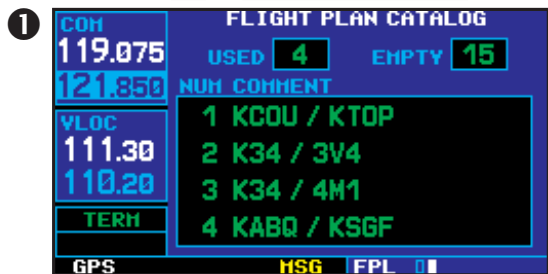 1
COM
119.075
121.850
VLOC
111.30
110.20
TERM
FLIGHT PLAN CATALOG
USED 4 EMPTY 15
NUM COMMENT
1 KCOU / KTOP
2 K34 / 3V4
3 K34 / 4M1
4 KABQ / KSGF
GPS MSG FPL